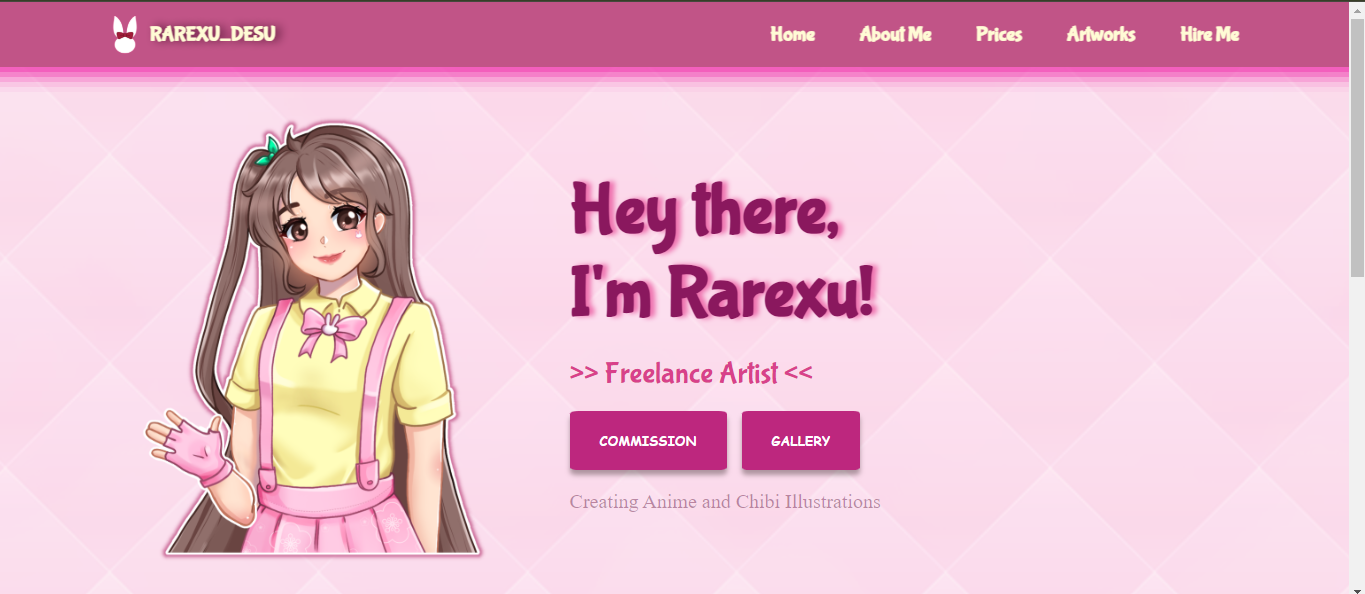 RAREXU_DESU
Home About Me Prices Artworks Hire Me
Hey there,
I'm Rarexu!
>> Freelance Artist <<
COMMISSION GALLERY
Creating Anime and Chibi Illustrations